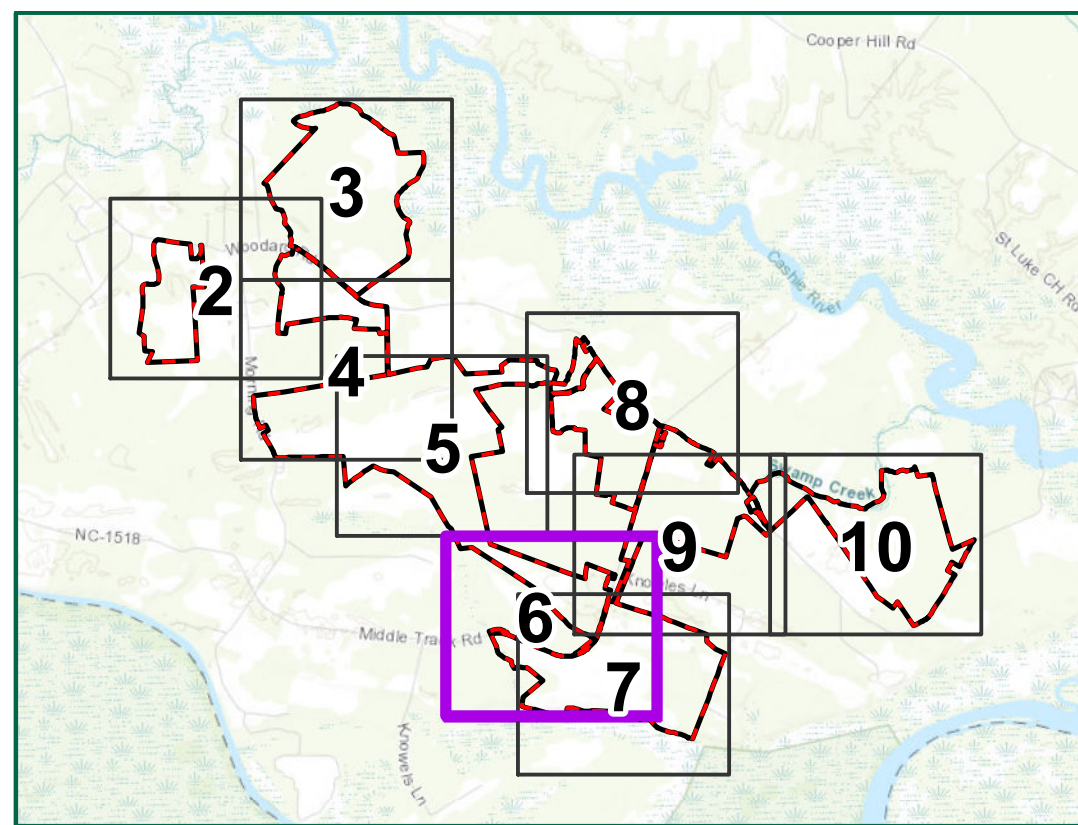 Cooper Hill Rd
3
St Luke CH Rd
2
Cashie River
4
8
5
Swamp Creek
NC-1518
9
10
Knowles Ln
6
Middle Track Rd
7
Knowels Ln